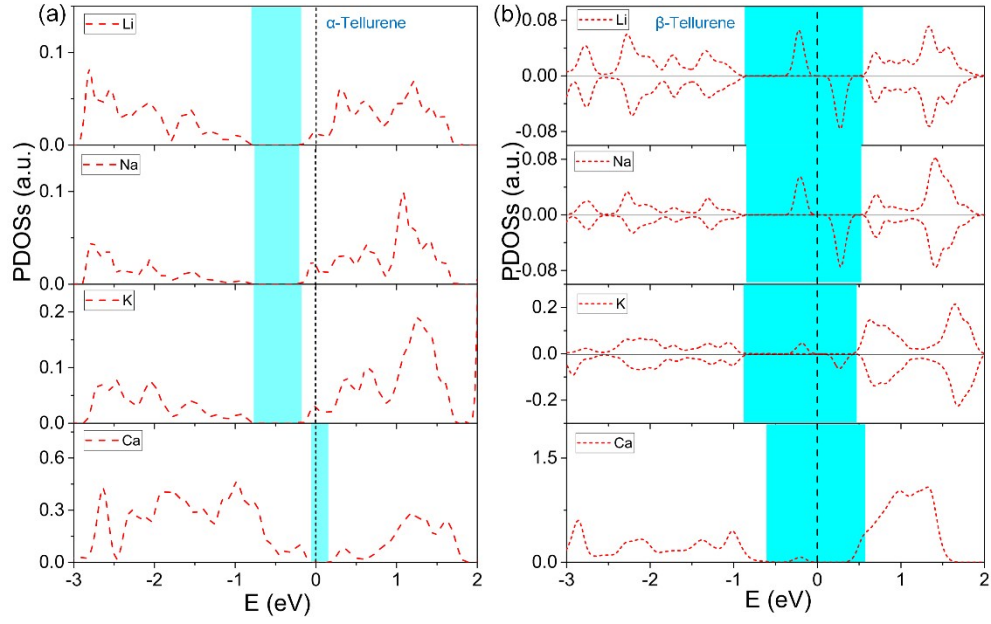 (a)
Li
α-Tellurene
0.1
0.0
Na
0.1
0.0
K
0.2
0.1
0.0
Ca
0.6
0.3
0.0
-3
-2
-1
0
1
2
PDOSs (a.u.)
E (eV)
(b)
Li
β-Tellurene
0.08
0.00
-0.08
Na
0.08
0.00
-0.08
K
0.2
0.0
-0.2
Ca
1.5
0.0
-3
-2
-1
0
1
2
PDOSs (a.u.)
E (eV)